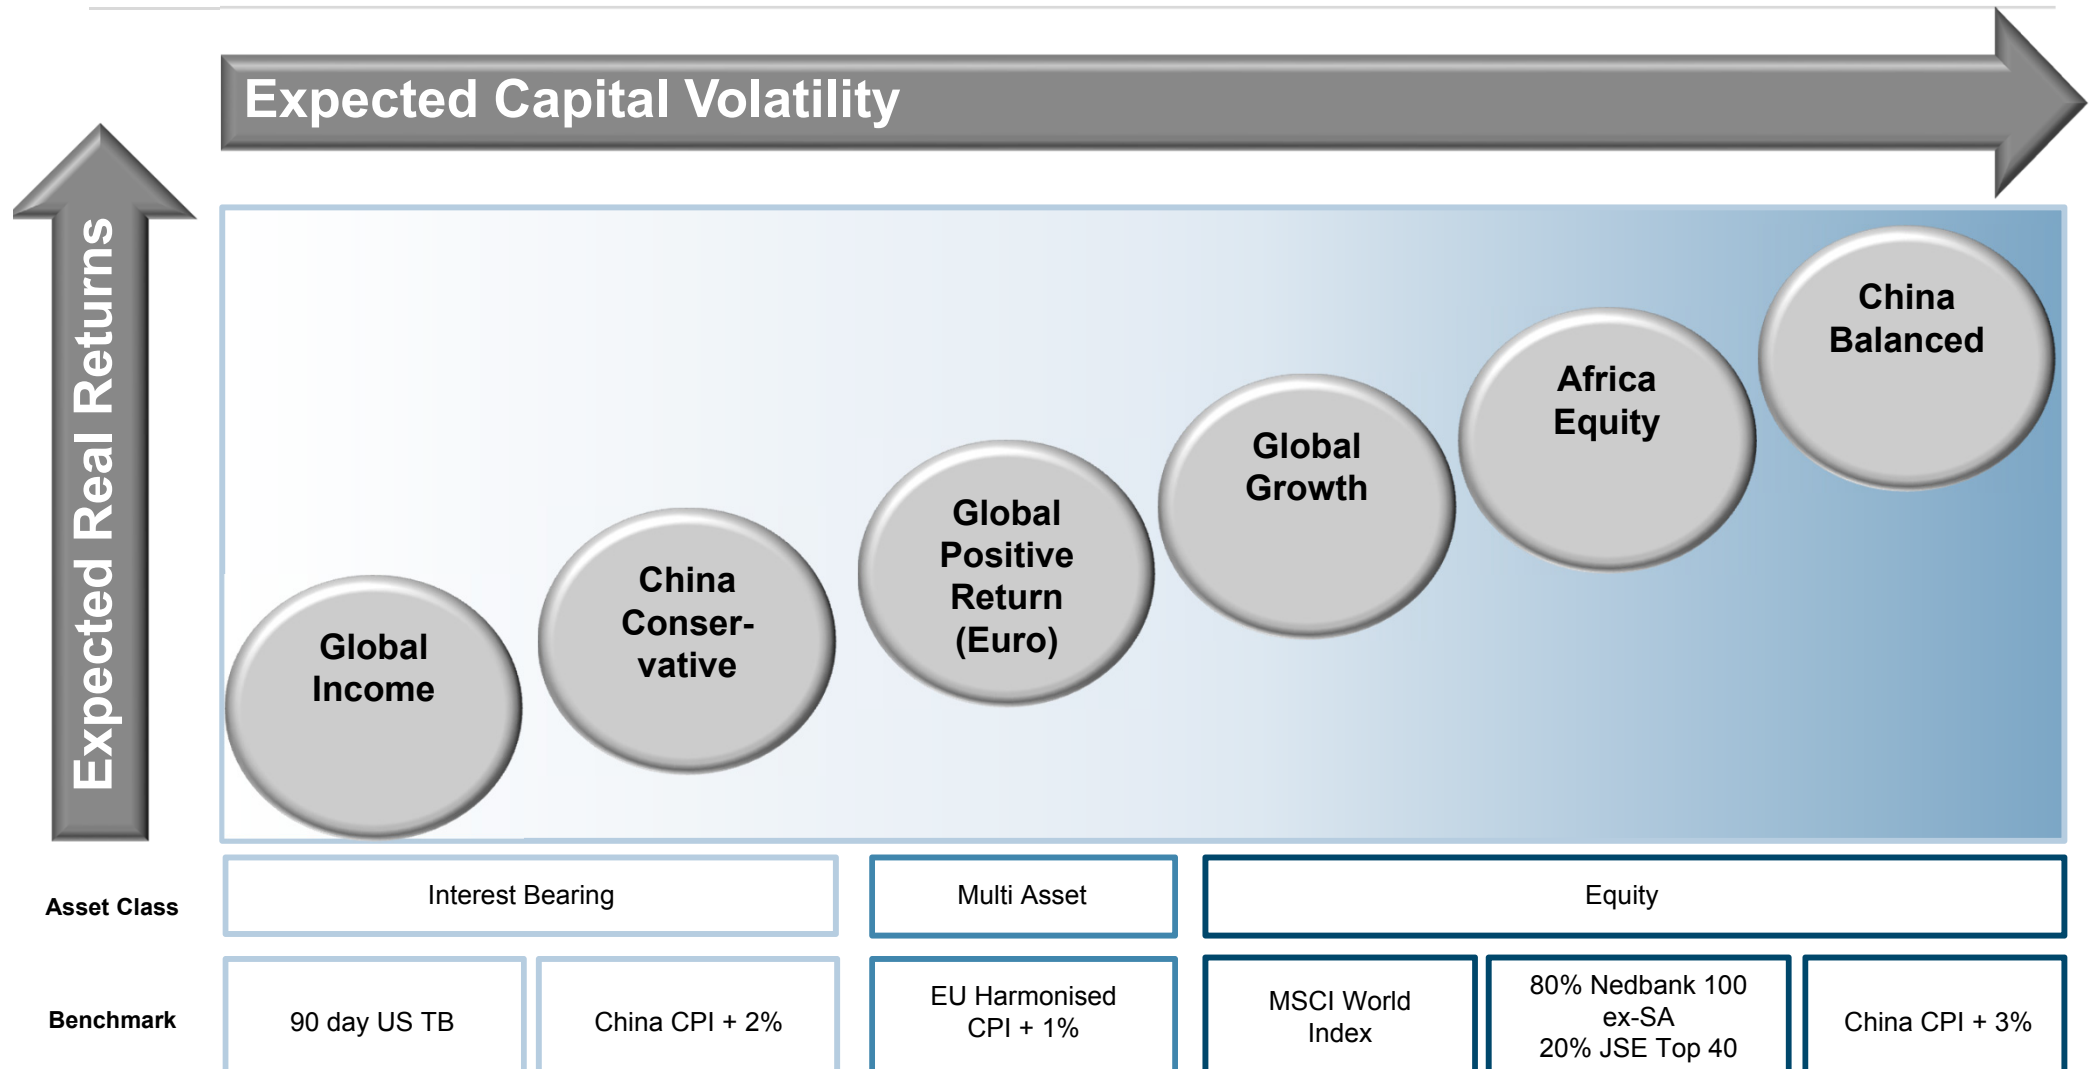 Expected Capital Volatility
Expected Real Returns
Global
Income
China
Conser-
vative
Global
Positive
Return
(Euro)
Global
Growth
Africa
Equity
China
Balanced
Asset Class
Interest Bearing
Multi Asset
Equity
Benchmark
90 day US TB
China CPI + 2%
EU Harmonised
CPI + 1%
MSCI World
Index
80% Nedbank 100
ex-SA
20% JSE Top 40
China CPI + 3%